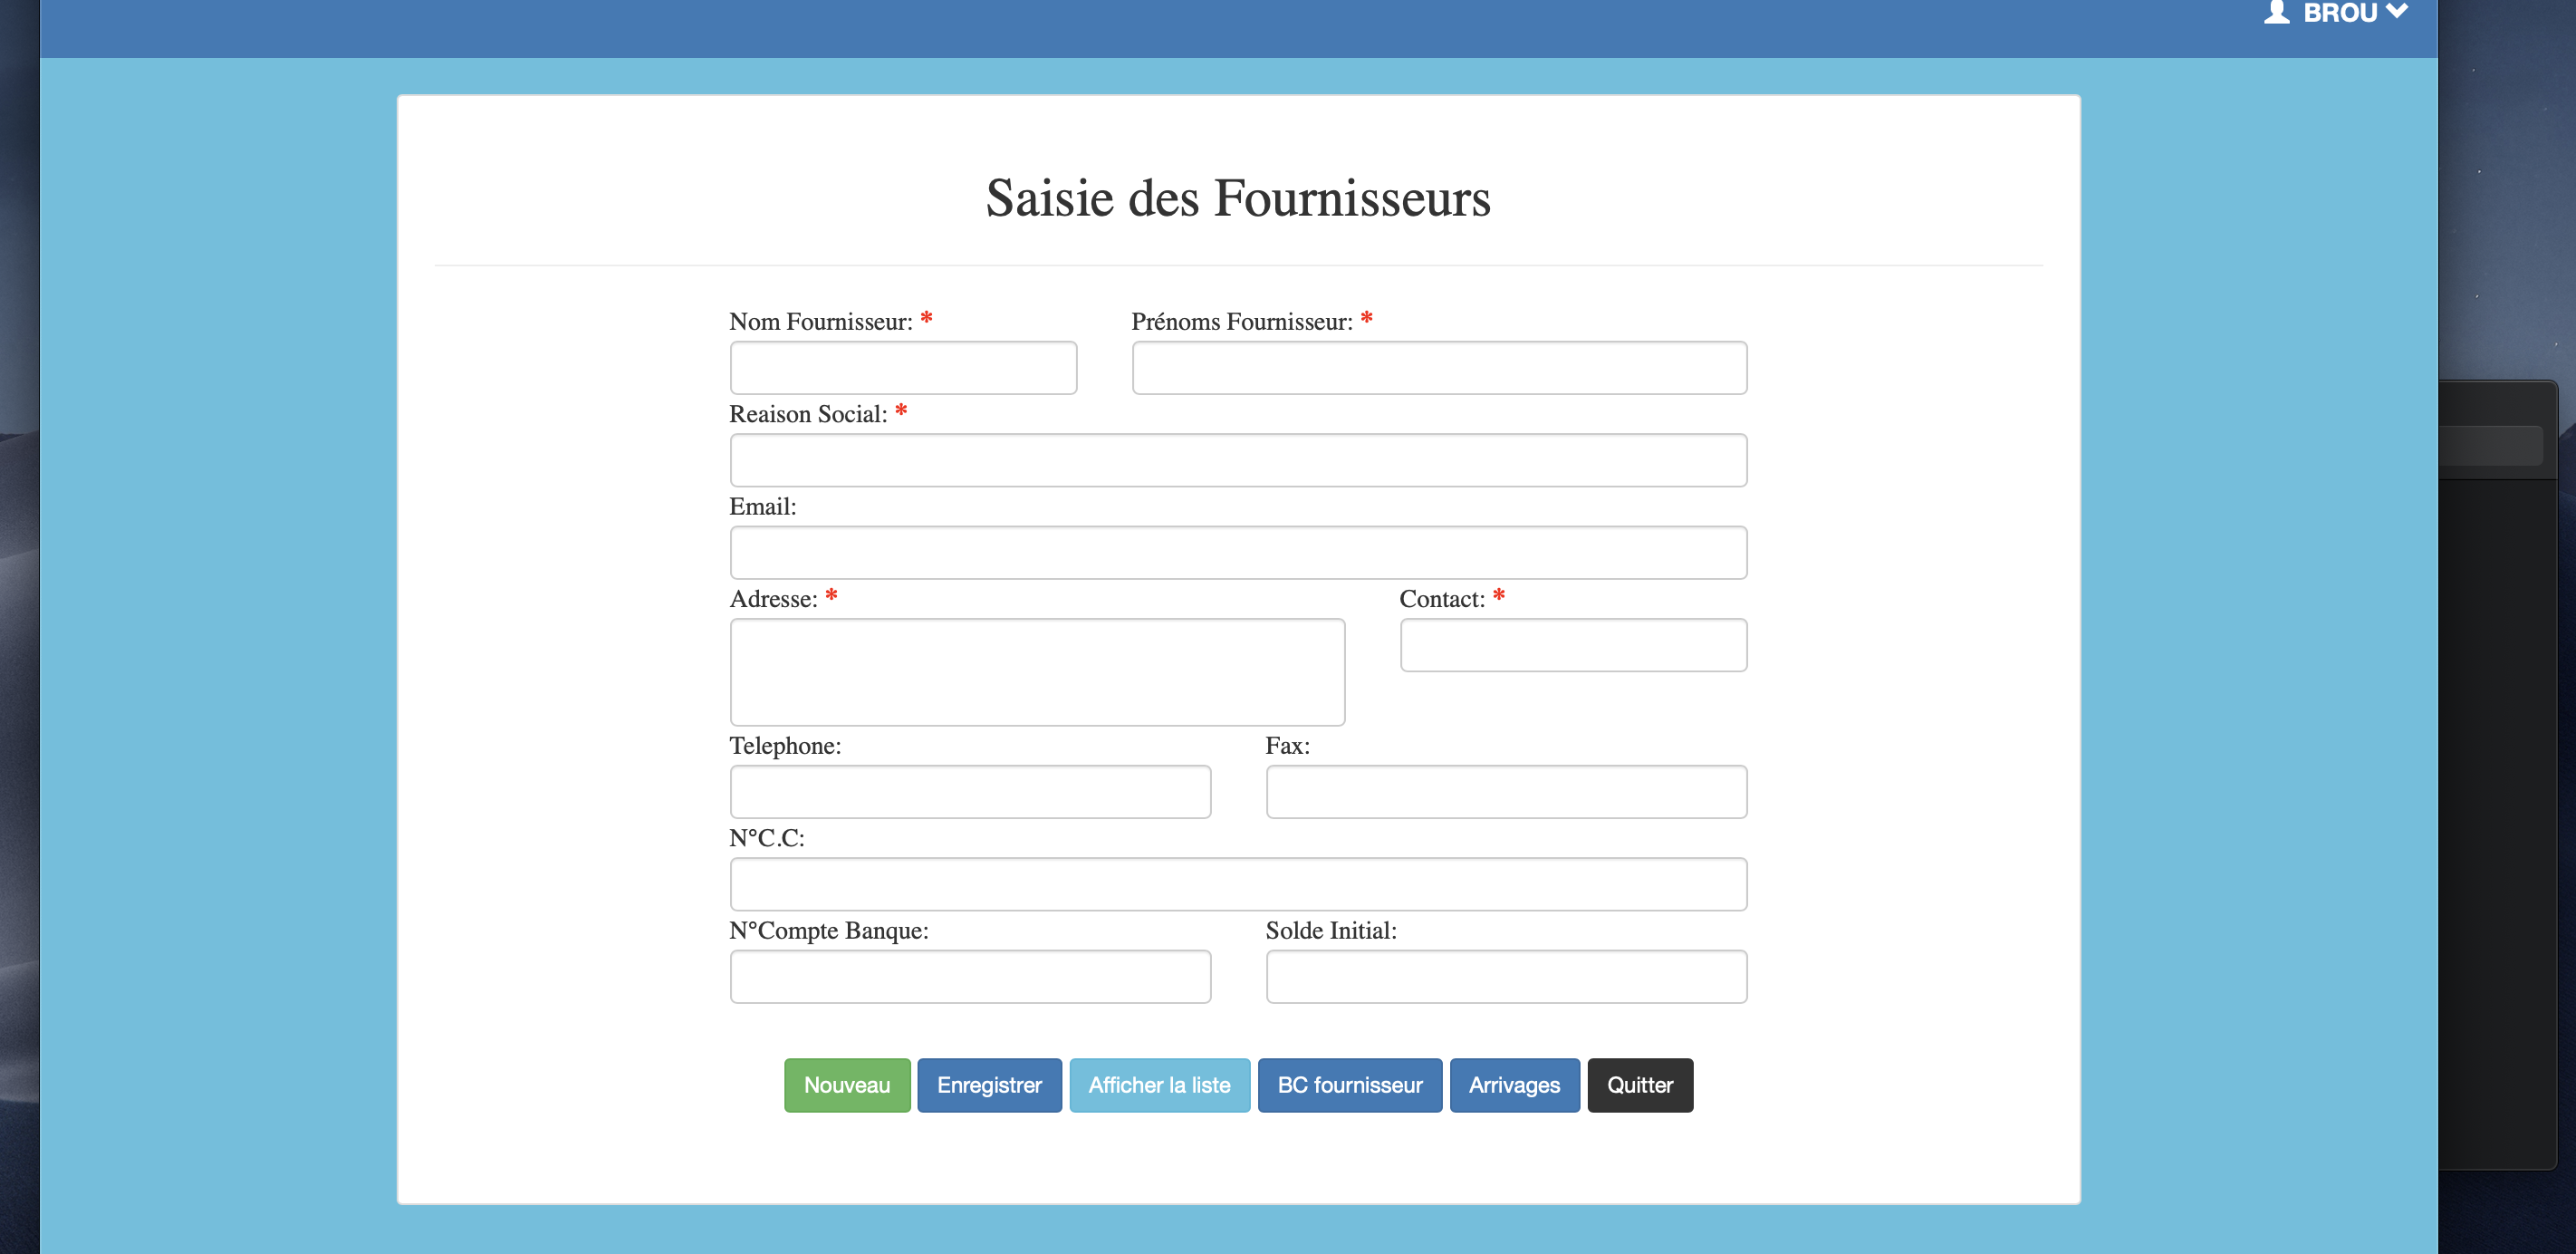 BROU
Saisie des Fournisseurs
Nom Fournisseur: * Prénoms Fournisseur: *
Reaison Social: *
Email:
Adresse: * Contact: *
Telephone: Fax:
N°C.C:
N°Compte Banque: Solde Initial:
Nouveau Enregistrer Afficher la liste BC fournisseur Arrivages Quitter